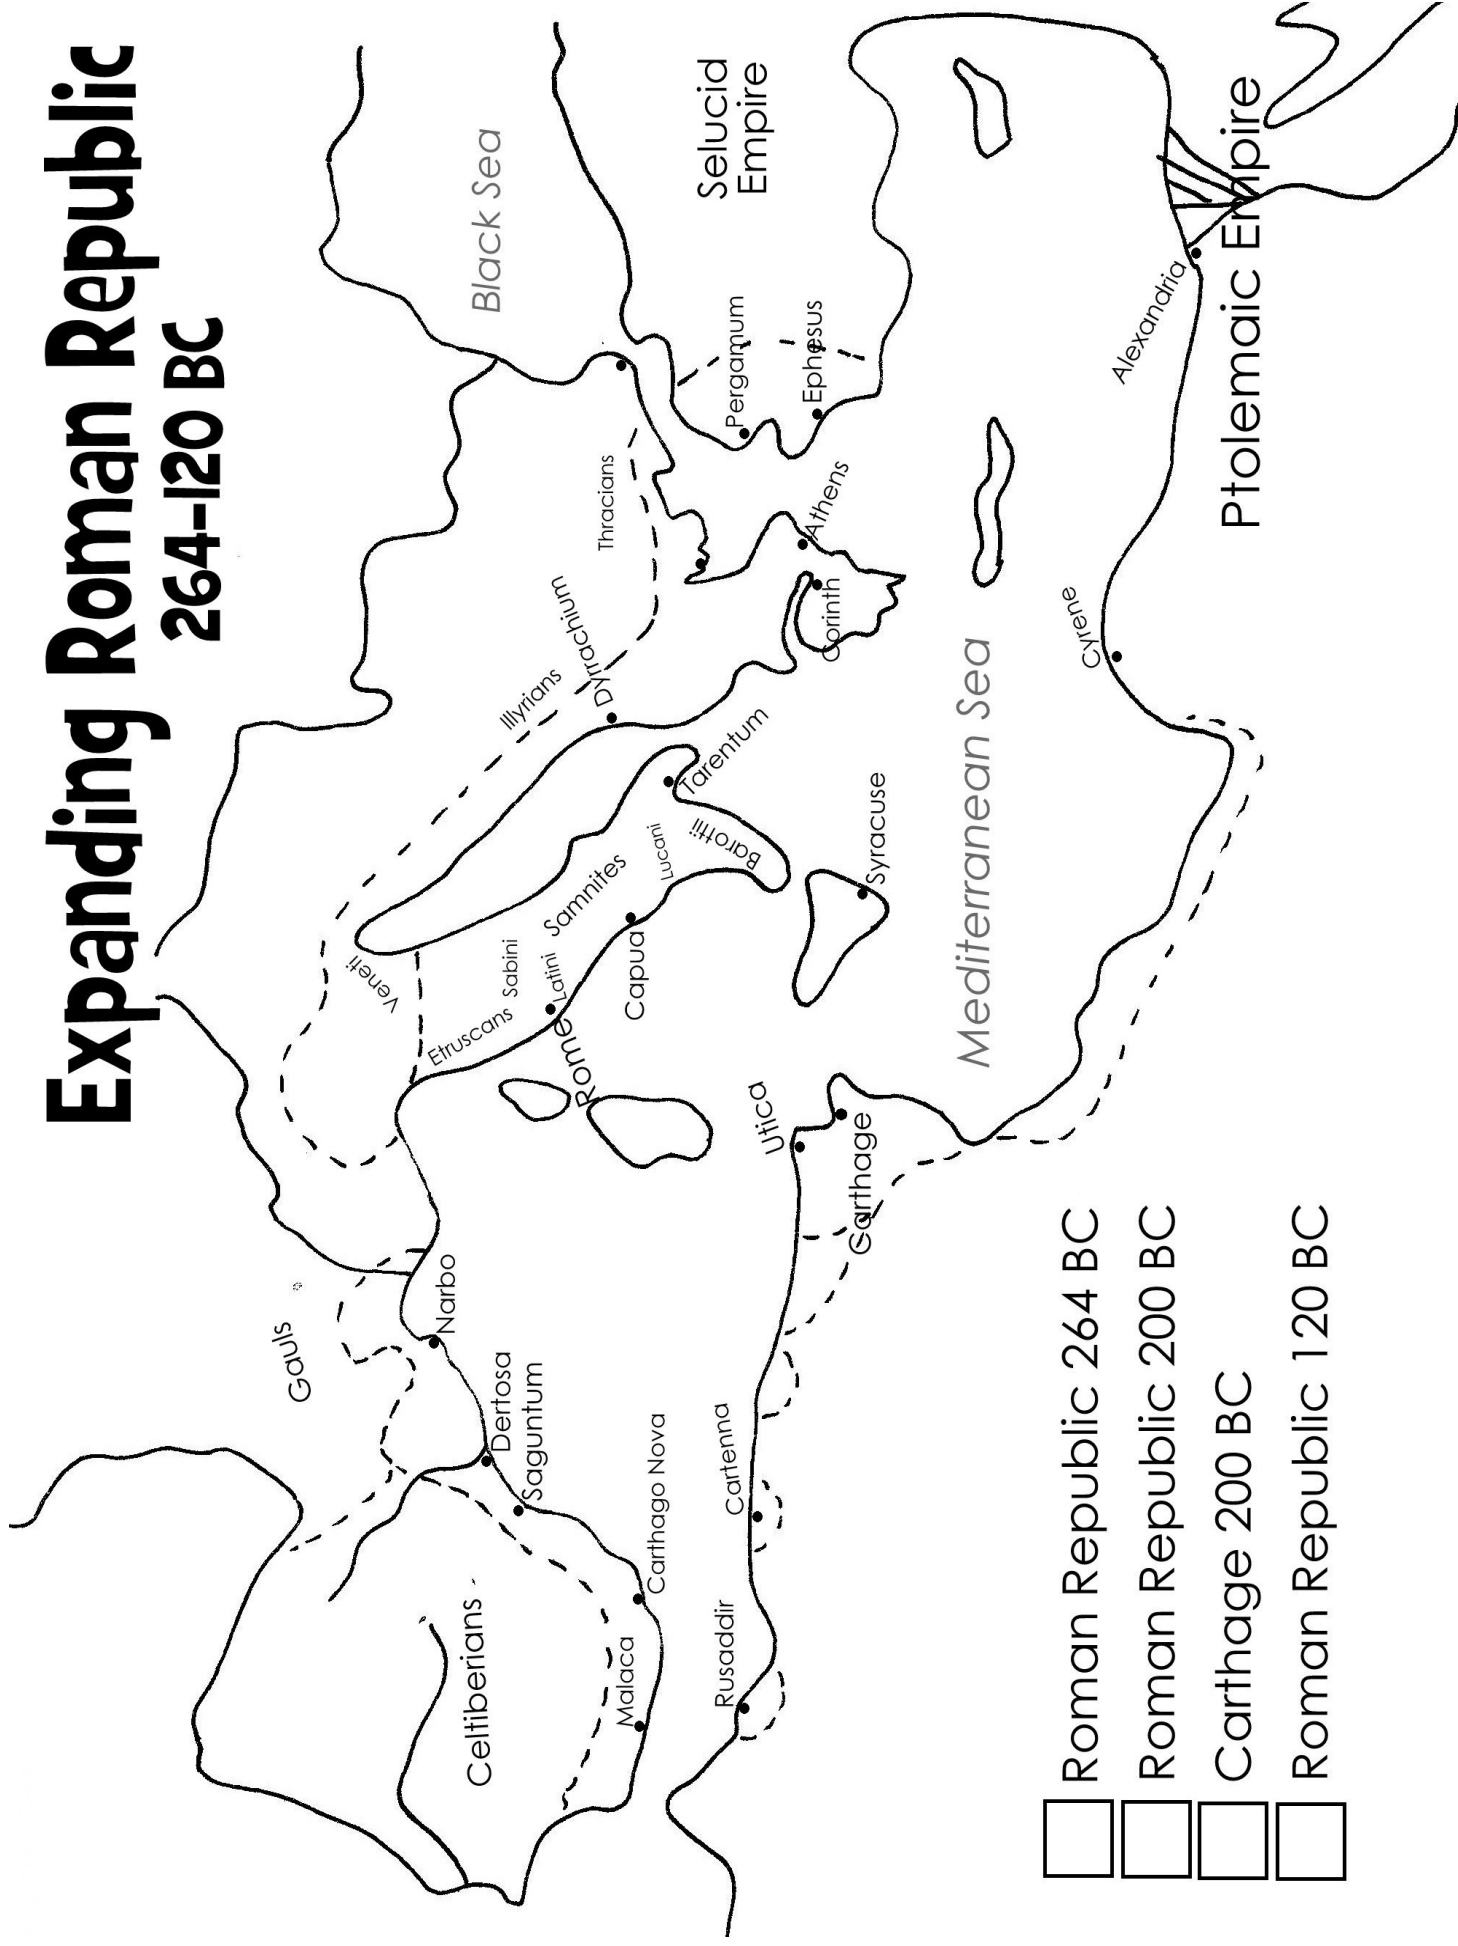 Expanding Roman Republic
264-120 BC
Black Sea
Selucid
Empire
Gauls
Veneti
Illyrians
Thracians
Dyrrachium
Pergamum
Ephesus
Athens
Corinth
Etruscans
Sabini
Latini
Samnites
Rome
Capua
Lucani
Barottii
Tarentum
Syracuse
Narbo
Dertosa
Saguntum
Celtiberians
Carthago Nova
Malaca
Rusaddir
Cartenna
Utica
Carthage
Mediterranean Sea
Cyrene
Alexandria
Ptolemaic Empire
Roman Republic 264 BC
Roman Republic 200 BC
Carthage 200 BC
Roman Republic 120 BC